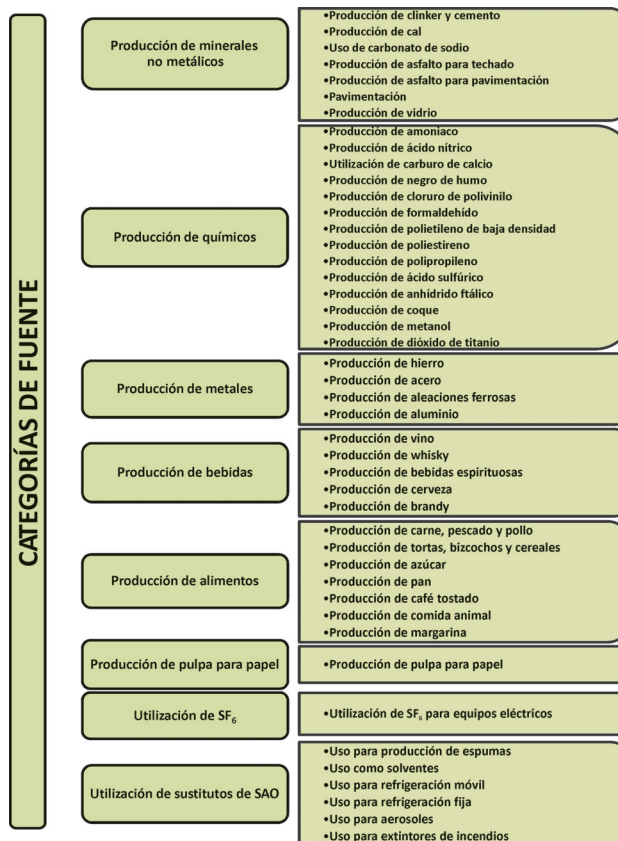 CATEGORÍAS DE FUENTE
Producción de minerales
no metálicos
•Producción de clinker y cemento
•Producción de cal
•Uso de carbonato de sodio
•Producción de asfalto para techado
•Producción de asfalto para pavimentación
•Pavimentación
•Producción de vidrio
Producción de químicos
•Producción de amoniaco
•Producción de ácido nítrico
•Utilización de carburo de calcio
•Producción de negro de humo
•Producción de cloruro de polivinilo
•Producción de formaldehído
•Producción de polietileno de baja densidad
•Producción de poliestireno
•Producción de polipropileno
•Producción de ácido sulfúrico
•Producción de anhídrido ftálico
•Producción de coque
•Producción de metanol
•Producción de dióxido de titanio
Producción de metales
•Producción de hierro
•Producción de acero
•Producción de aleaciones ferrosas
•Producción de aluminio
Producción de bebidas
•Producción de vino
•Producción de whisky
•Producción de bebidas espirituosas
•Producción de cerveza
•Producción de brandy
Producción de alimentos
•Producción de carne, pescado y pollo
•Producción de tortas, bizcochos y cereales
•Producción de azúcar
•Producción de pan
•Producción de café tostado
•Producción de comida animal
•Producción de margarina
Producción de pulpa para papel
•Producción de pulpa para papel
Utilización de SF₆
•Utilización de SF₆ para equipos eléctricos
Utilización de sustitutos de SAO
•Uso para producción de espumas
•Uso como solventes
•Uso para refrigeración móvil
•Uso para refrigeración fija
•Uso para aerosoles
•Uso para extintores de incendios